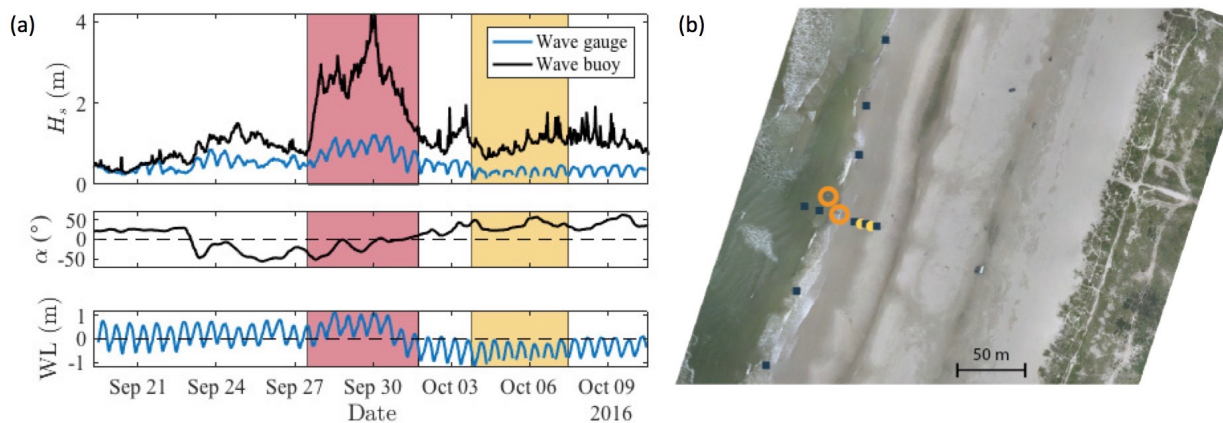 (a)
4
2
0
H_s (m)
Wave gauge
Wave buoy
50
0
-50
α (°)
1
0
-1
WL (m)
Sep 21 Sep 24 Sep 27 Sep 30 Oct 03 Oct 06 Oct 09
Date 2016
(b)
50 m